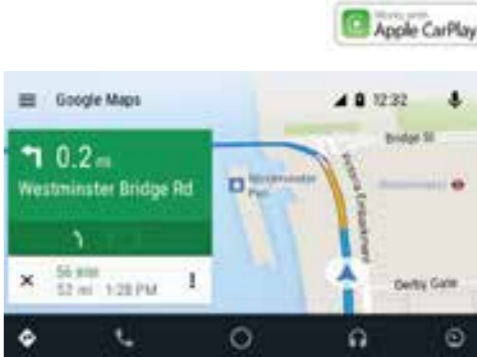 Works with
Apple CarPlay
Google Maps
12:32
0.2 mi
Westminster Bridge Rd
56 min
52 mi 1:28 PM
Bridge St
Westminster
Pier
Victoria Embankment
Westminster
Derby Gate